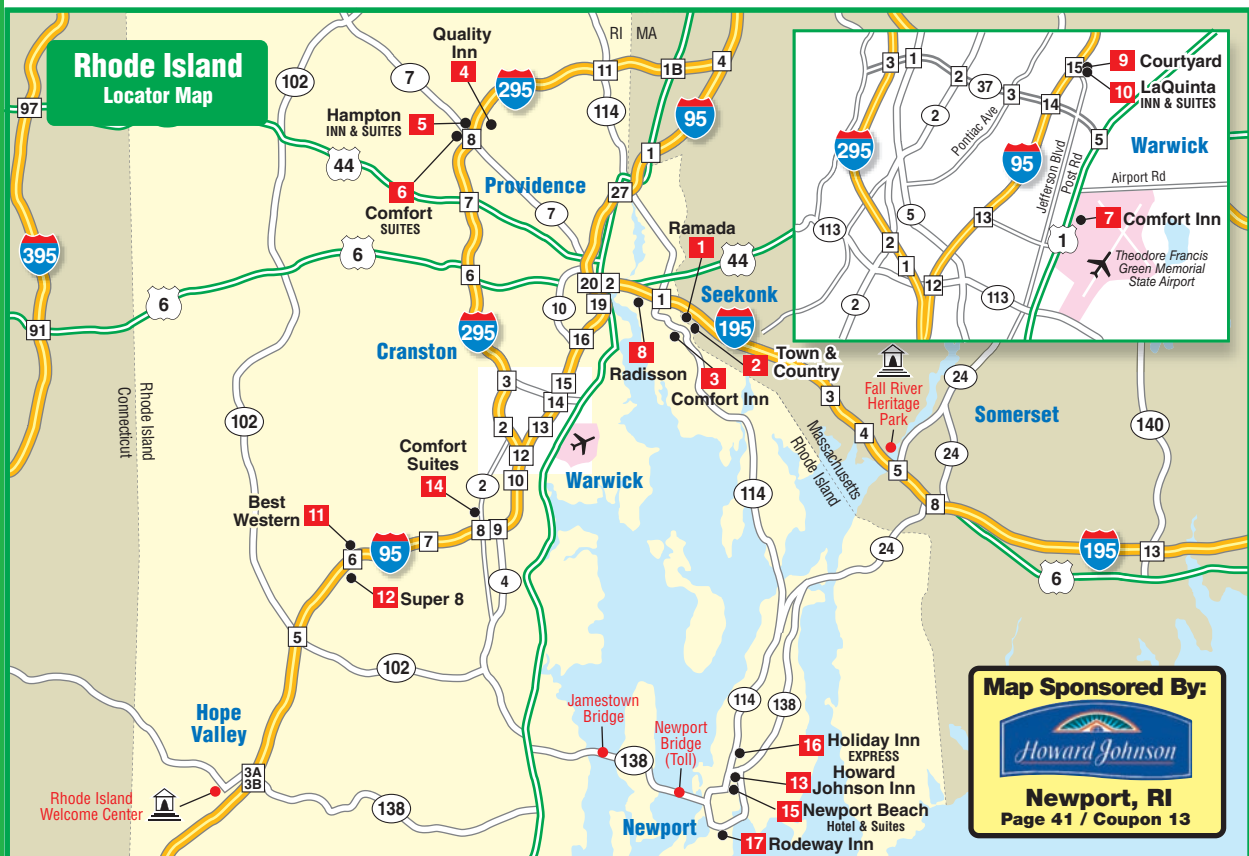 Rhode Island
Locator Map
RI
MA
Quality
Inn
4
Hampton
INN & SUITES
5
6
Comfort
SUITES
Providence
Ramada
1
Seekonk
Town &
Country
2
8
Radisson
3
Comfort Inn
Cranston
Warwick
Fall River
Heritage
Park
Somerset
Massachusetts
Rhode Island
Rhode Island
Connecticut
Comfort
Suites
14
Best
Western
11
12
Super 8
Hope
Valley
Rhode Island
Welcome Center
Jamestown
Bridge
Newport
Bridge
(Toll)
Newport
16
Holiday Inn
EXPRESS
13
Howard
Johnson Inn
15
Newport Beach
Hotel & Suites
17
Rodeway Inn
97
102
7
295
11
1B
4
114
95
1
8
44
7
7
27
395
6
6
6
44
91
20
2
19
10
1
195
295
16
3
15
14
2
13
12
10
102
2
3
4
5
24
24
140
8
114
24
195
13
6
6
95
7
8
9
4
5
102
3A
3B
138
138
114
138
3
1
2
37
3
15
14
5
9
Courtyard
10
LaQuinta
INN & SUITES
Warwick
Pontiac Ave
Jefferson Blvd
Post Rd
Airport Rd
295
95
2
113
5
13
7
Comfort Inn
1
2
1
12
113
2
Theodore Francis
Green Memorial
State Airport
Map Sponsored By:
Howard Johnson
Newport, RI
Page 41 / Coupon 13